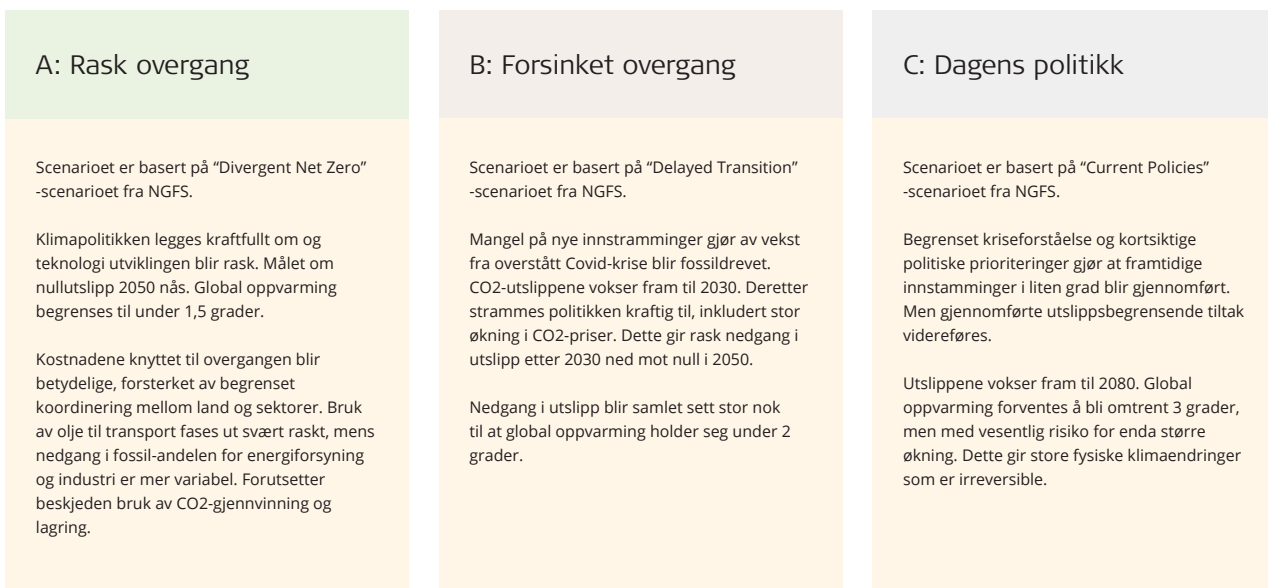 A: Rask overgang
Scenarioet er basert på “Divergent Net Zero”
-scenarioet fra NGFS.
Klimapolitikken legges kraftfullt om og
teknologi utviklingen blir rask. Målet om
nullutslipp 2050 nås. Global oppvarming
begrenses til under 1,5 grader.
Kostnadene knyttet til overgangen blir
betydelige, forsterket av begrenset
koordinering mellom land og sektorer. Bruk
av olje til transport fases ut svært raskt, mens
nedgang i fossil-andelen for energiforsyning
og industri er mer variabel. Forutsetter
beskjeden bruk av CO2-gjennvinning og
lagring.
B: Forsinket overgang
Scenarioet er basert på “Delayed Transition”
-scenarioet fra NGFS.
Mangel på nye innstramminger gjør av vekst
fra overstått Covid-krise blir fossildrevet.
CO2-utslippene vokser fram til 2030. Deretter
strammes politikken kraftig til, inkludert stor
økning i CO2-priser. Dette gir rask nedgang i
utslipp etter 2030 ned mot null i 2050.
Nedgang i utslipp blir samlet sett stor nok
til at global oppvarming holder seg under 2
grader.
C: Dagens politikk
Scenarioet er basert på “Current Policies”
-scenarioet fra NGFS.
Begrenset kriseforståelse og kortsiktige
politiske prioriteringer gjør at framtidige
innstamminger i liten grad blir gjennomført.
Men gjennomførte utslippsbegrensende tiltak
videreføres.
Utslippene vokser fram til 2080. Global
oppvarming forventes å bli omtrent 3 grader,
men med vesentlig risiko for enda større
økning. Dette gir store fysiske klimaendringer
som er irreversible.